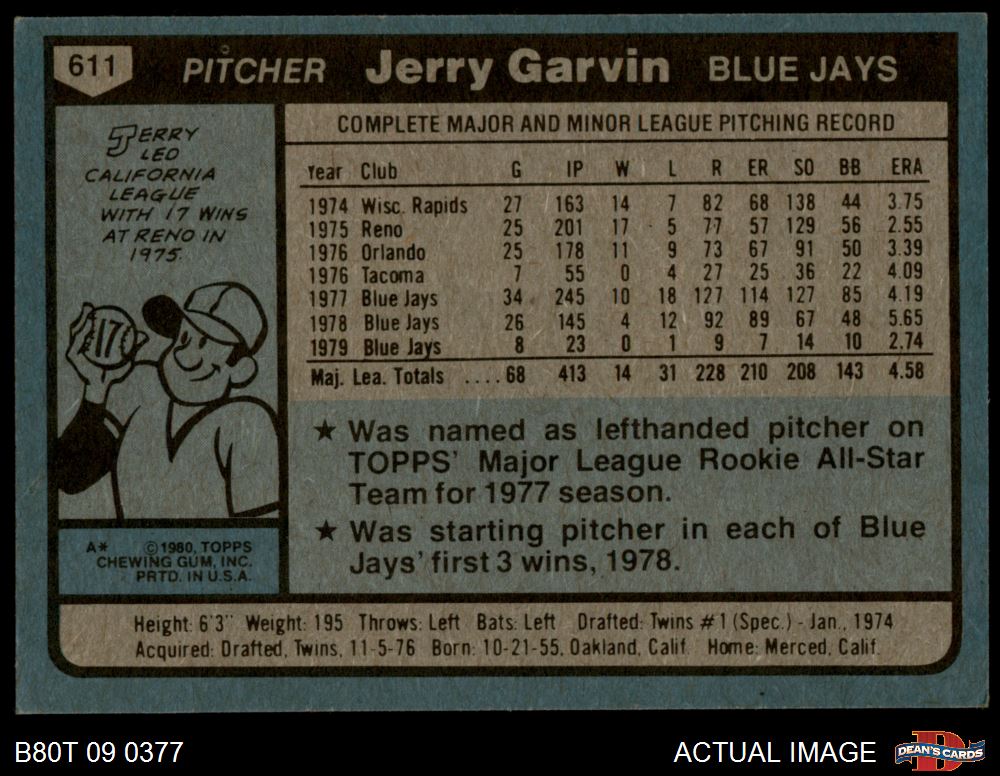 611 PITCHER Jerry Garvin BLUE JAYS
JERRY
LED
CALIFORNIA
LEAGUE
WITH 17 WINS
AT RENO IN
1975.
17
A* ©1980, TOPPS
CHEWING GUM, INC.
PRTD. IN U.S.A.
COMPLETE MAJOR AND MINOR LEAGUE PITCHING RECORD
Year Club G IP W L R ER SO BB ERA
1974 Wisc. Rapids 27 163 14 7 82 68 138 44 3.75
1975 Reno 25 201 17 5 77 57 129 56 2.55
1976 Orlando 25 178 11 9 73 67 91 50 3.39
1976 Tacoma 7 55 0 4 27 25 36 22 4.09
1977 Blue Jays 34 245 10 18 127 114 127 85 4.19
1978 Blue Jays 26 145 4 12 92 89 67 48 5.65
1979 Blue Jays 8 23 0 1 9 7 14 10 2.74
Maj. Lea. Totals ....68 413 14 31 228 210 208 143 4.58
★ Was named as lefthanded pitcher on
TOPPS' Major League Rookie All-Star
Team for 1977 season.
★ Was starting pitcher in each of Blue
Jays' first 3 wins, 1978.
Height: 6'3" Weight: 195 Throws: Left Bats: Left Drafted: Twins #1 (Spec.) - Jan., 1974
Acquired: Drafted, Twins, 11-5-76 Born: 10-21-55, Oakland, Calif. Home: Merced, Calif.
B80T 09 0377 ACTUAL IMAGE DEAN'S CARDS